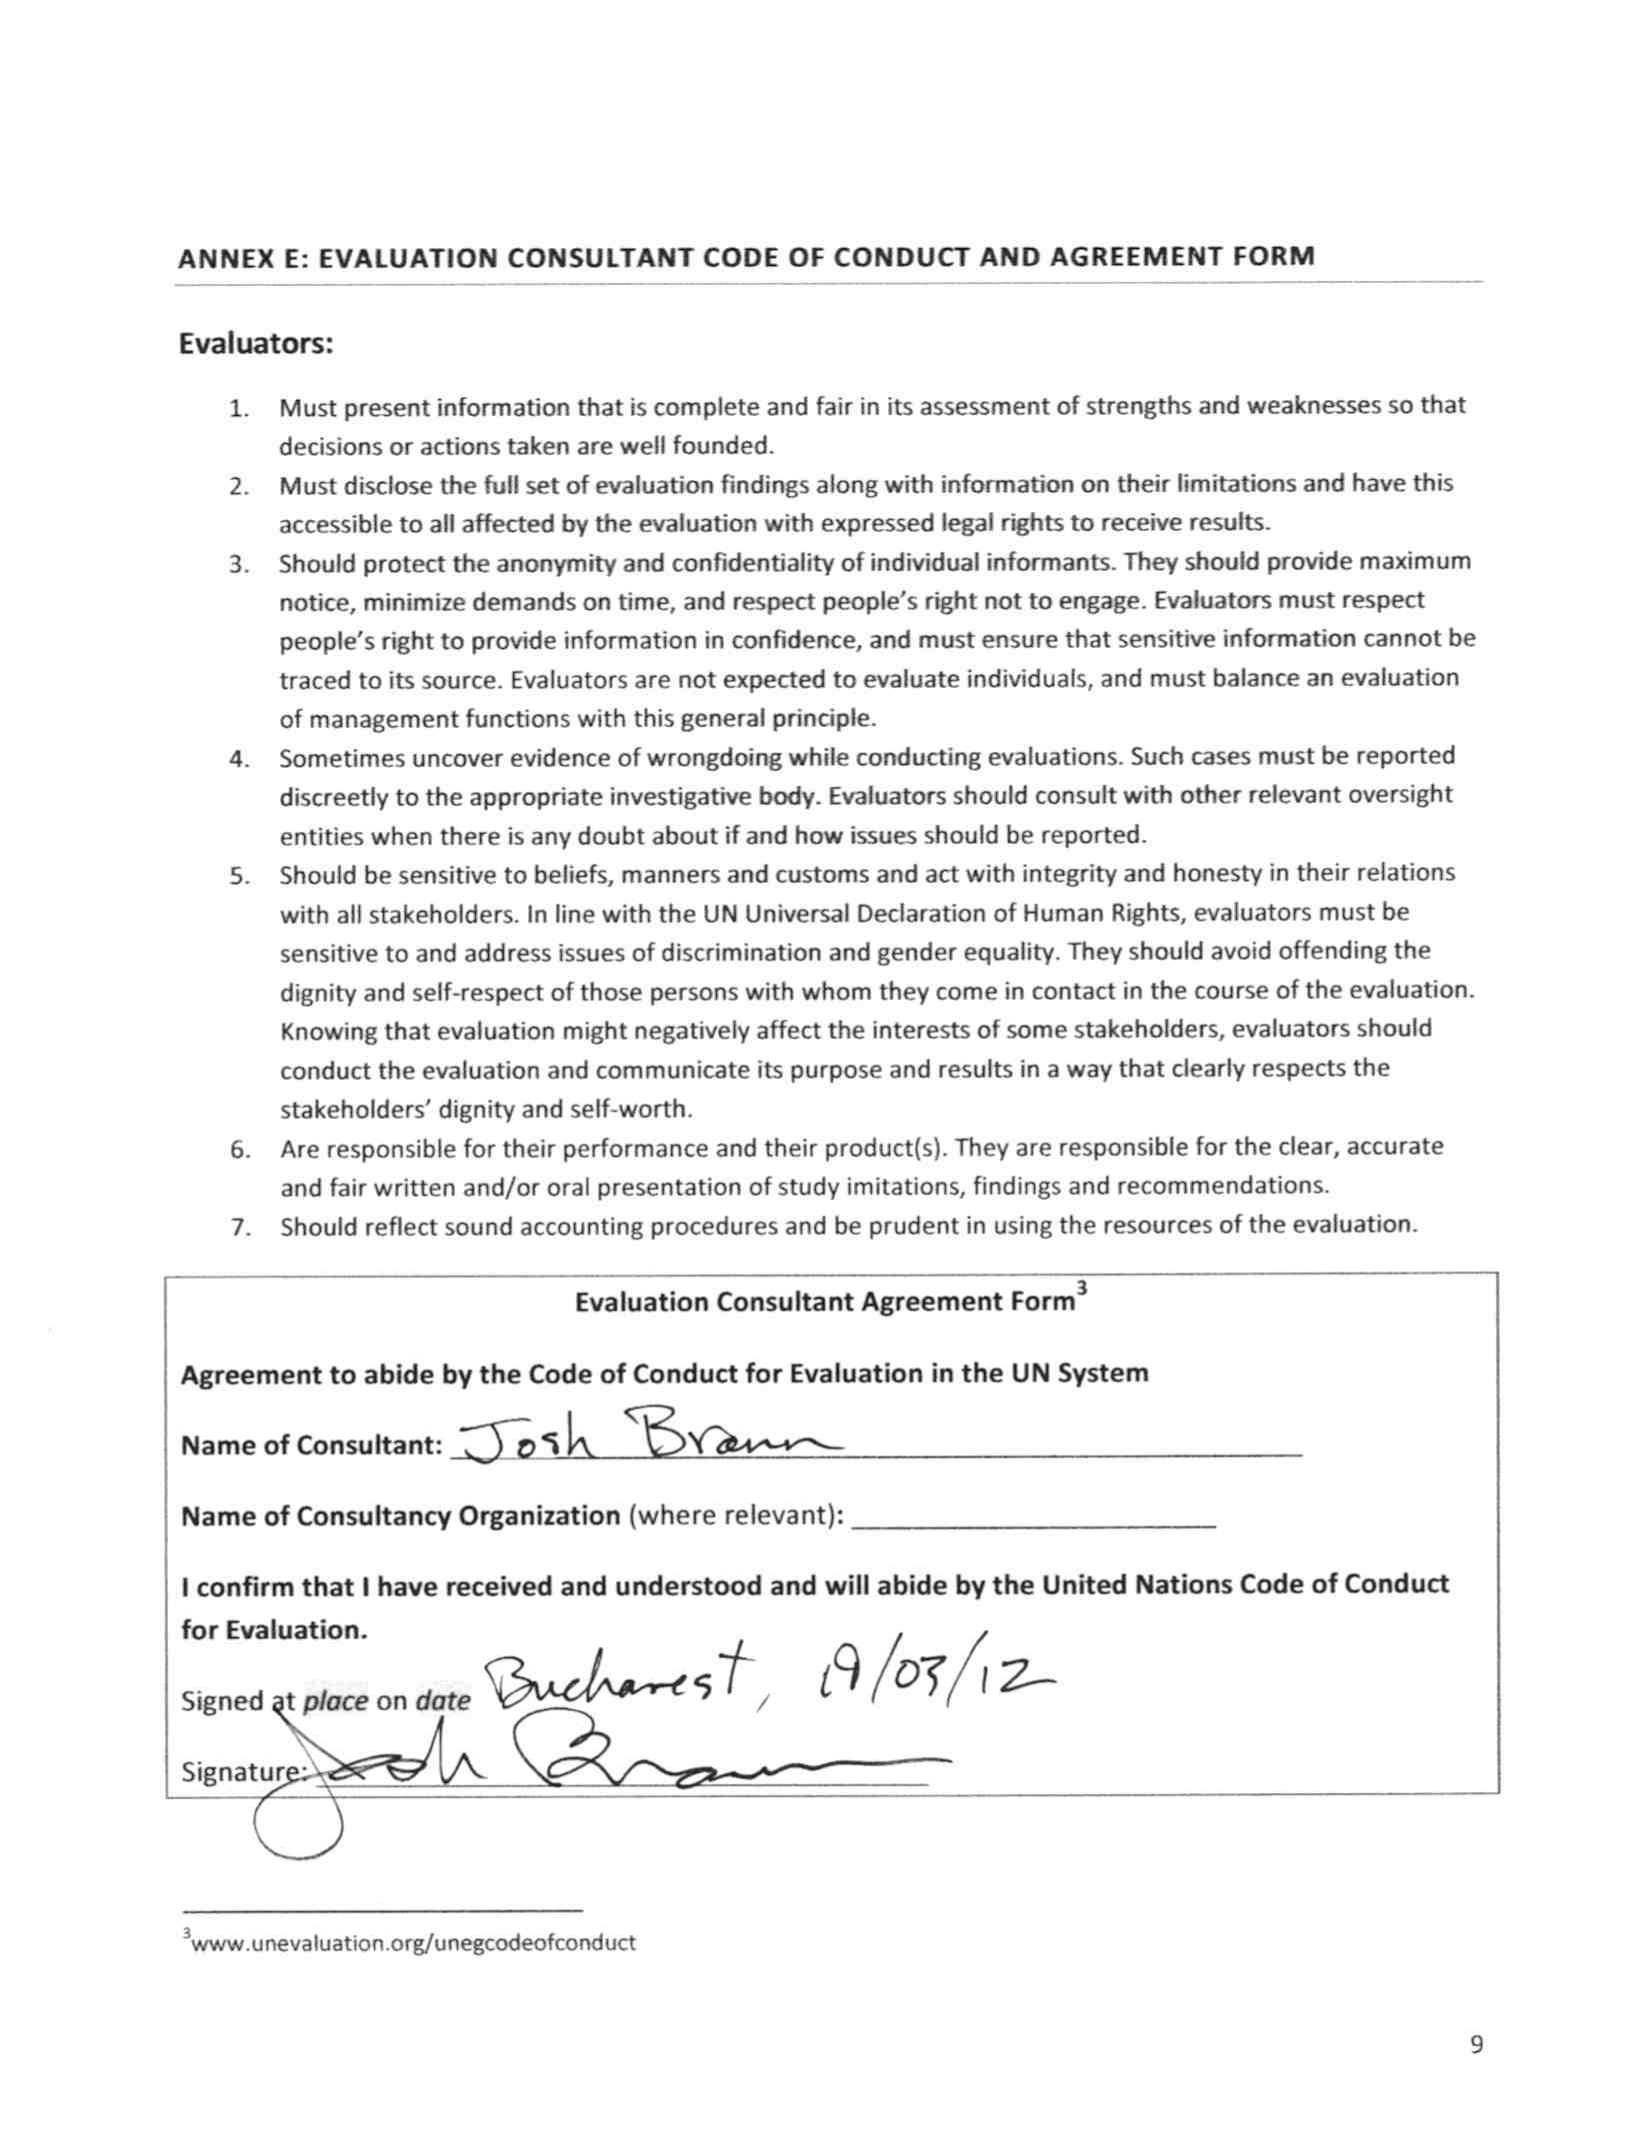 ANNEX E: EVALUATION CONSULTANT CODE OF CONDUCT AND AGREEMENT FORM
Evaluators:
1. Must present information that is complete and fair in its assessment of strengths and weaknesses so that
decisions or actions taken are well founded.
2. Must disclose the full set of evaluation findings along with information on their limitations and have this
accessible to all affected by the evaluation with expressed legal rights to receive results.
3. Should protect the anonymity and confidentiality of individual informants. They should provide maximum
notice, minimize demands on time, and respect people's right not to engage. Evaluators must respect
people's right to provide information in confidence, and must ensure that sensitive information cannot be
traced to its source. Evaluators are not expected to evaluate individuals, and must balance an evaluation
of management functions with this general principle.
4. Sometimes uncover evidence of wrongdoing while conducting evaluations. Such cases must be reported
discreetly to the appropriate investigative body. Evaluators should consult with other relevant oversight
entities when there is any doubt about if and how issues should be reported.
5. Should be sensitive to beliefs, manners and customs and act with integrity and honesty in their relations
with all stakeholders. In line with the UN Universal Declaration of Human Rights, evaluators must be
sensitive to and address issues of discrimination and gender equality. They should avoid offending the
dignity and self-respect of those persons with whom they come in contact in the course of the evaluation.
Knowing that evaluation might negatively affect the interests of some stakeholders, evaluators should
conduct the evaluation and communicate its purpose and results in a way that clearly respects the
stakeholders' dignity and self-worth.
6. Are responsible for their performance and their product(s). They are responsible for the clear, accurate
and fair written and/or oral presentation of study imitations, findings and recommendations.
7. Should reflect sound accounting procedures and be prudent in using the resources of the evaluation.
Evaluation Consultant Agreement Form3
Agreement to abide by the Code of Conduct for Evaluation in the UN System
Name of Consultant: Josh Brann
Name of Consultancy Organization (where relevant):
I confirm that I have received and understood and will abide by the United Nations Code of Conduct
for Evaluation.
Signed at place on date Bucharest, 19/03/12
Signature: Josh Brann
3www.unevaluation.org/unegcodeofconduct
9